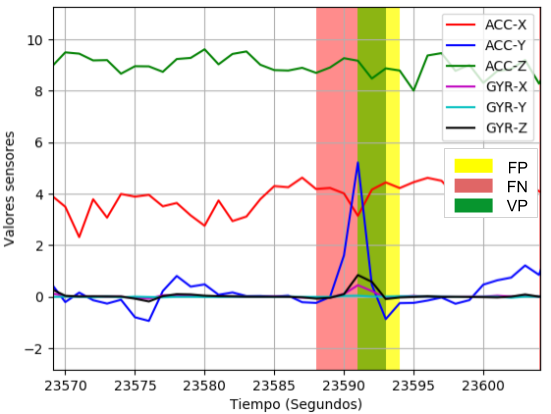 Valores sensores
10
8
6
4
2
0
−2
23570 23575 23580 23585 23590 23595 23600
Tiempo (Segundos)
ACC-X
ACC-Y
ACC-Z
GYR-X
GYR-Y
GYR-Z
FP
FN
VP